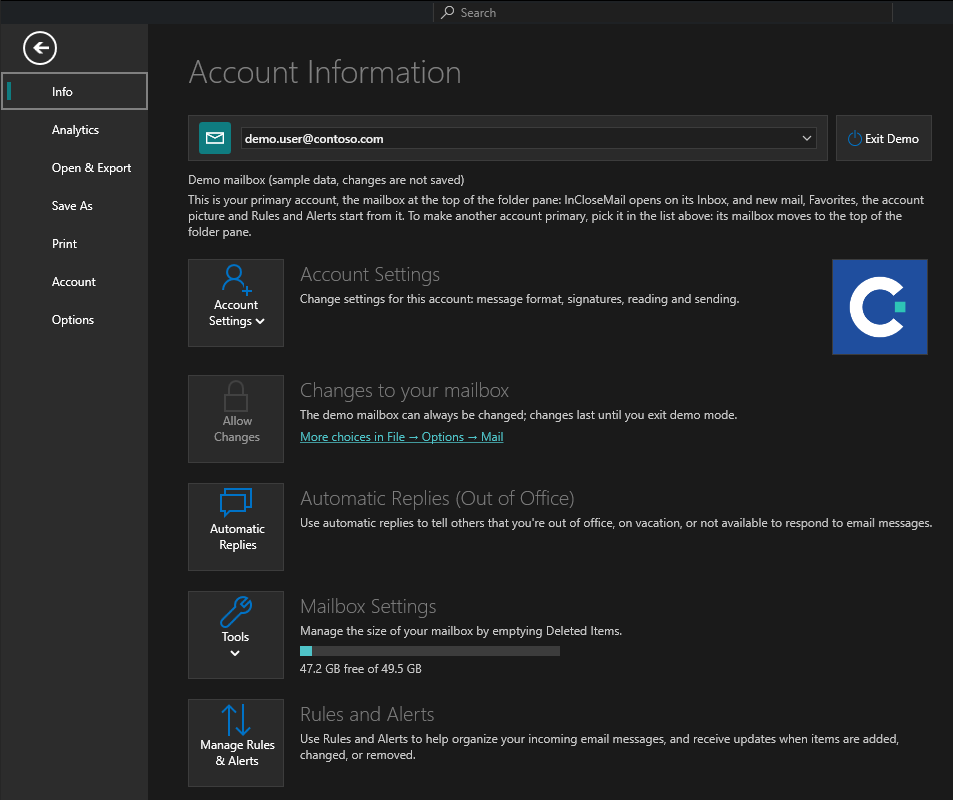 Search
Account Information
Info
Analytics
Open & Export
Save As
Print
Account
Options
demo.user@contoso.com
Exit Demo
Demo mailbox (sample data, changes are not saved)
This is your primary account, the mailbox at the top of the folder pane: InCloseMail opens on its Inbox, and new mail, Favorites, the account
picture and Rules and Alerts start from it. To make another account primary, pick it in the list above: its mailbox moves to the top of the
folder pane.
Account
Settings
Account Settings
Change settings for this account: message format, signatures, reading and sending.
Allow
Changes
Changes to your mailbox
The demo mailbox can always be changed; changes last until you exit demo mode.
More choices in File → Options → Mail
Automatic
Replies
Automatic Replies (Out of Office)
Use automatic replies to tell others that you're out of office, on vacation, or not available to respond to email messages.
Tools
Mailbox Settings
Manage the size of your mailbox by emptying Deleted Items.
47.2 GB free of 49.5 GB
Manage Rules
& Alerts
Rules and Alerts
Use Rules and Alerts to help organize your incoming email messages, and receive updates when items are added,
changed, or removed.